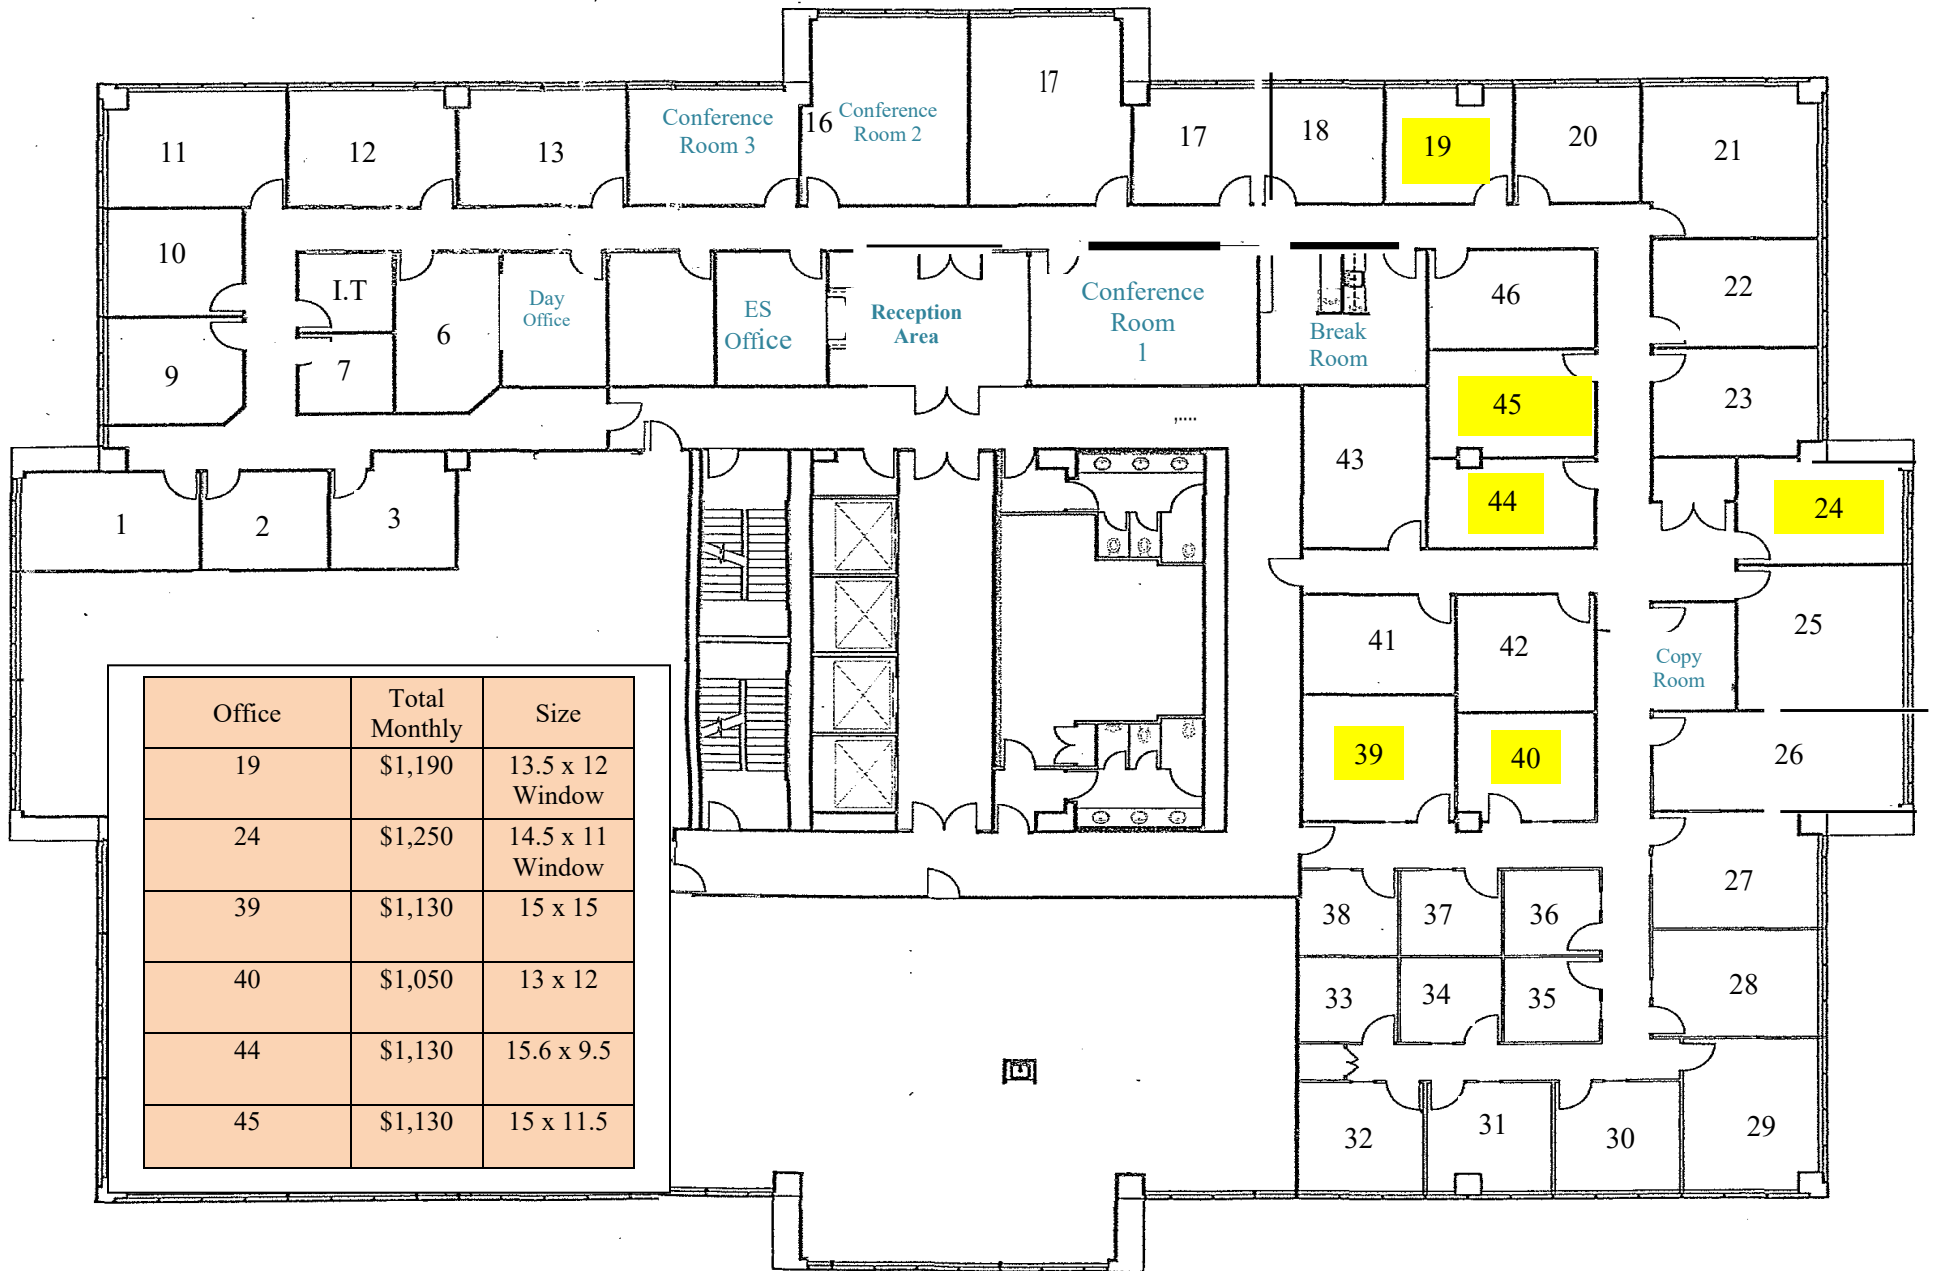 17
16
Conference
Room 2
Conference
Room 3
11
12
13
17
18
19
20
21
10
I.T
6
Day
Office
ES
Office
Reception
Area
Conference
Room
1
Break
Room
46
22
9
7
45
23
43
44
24
1
2
3
41
42
25
Copy
Room
39
40
26
38
37
36
27
33
34
35
28
32
31
30
29
Office
Total
Monthly
Size
19
$1,190
13.5 x 12
Window
24
$1,250
14.5 x 11
Window
39
$1,130
15 x 15
40
$1,050
13 x 12
44
$1,130
15.6 x 9.5
45
$1,130
15 x 11.5